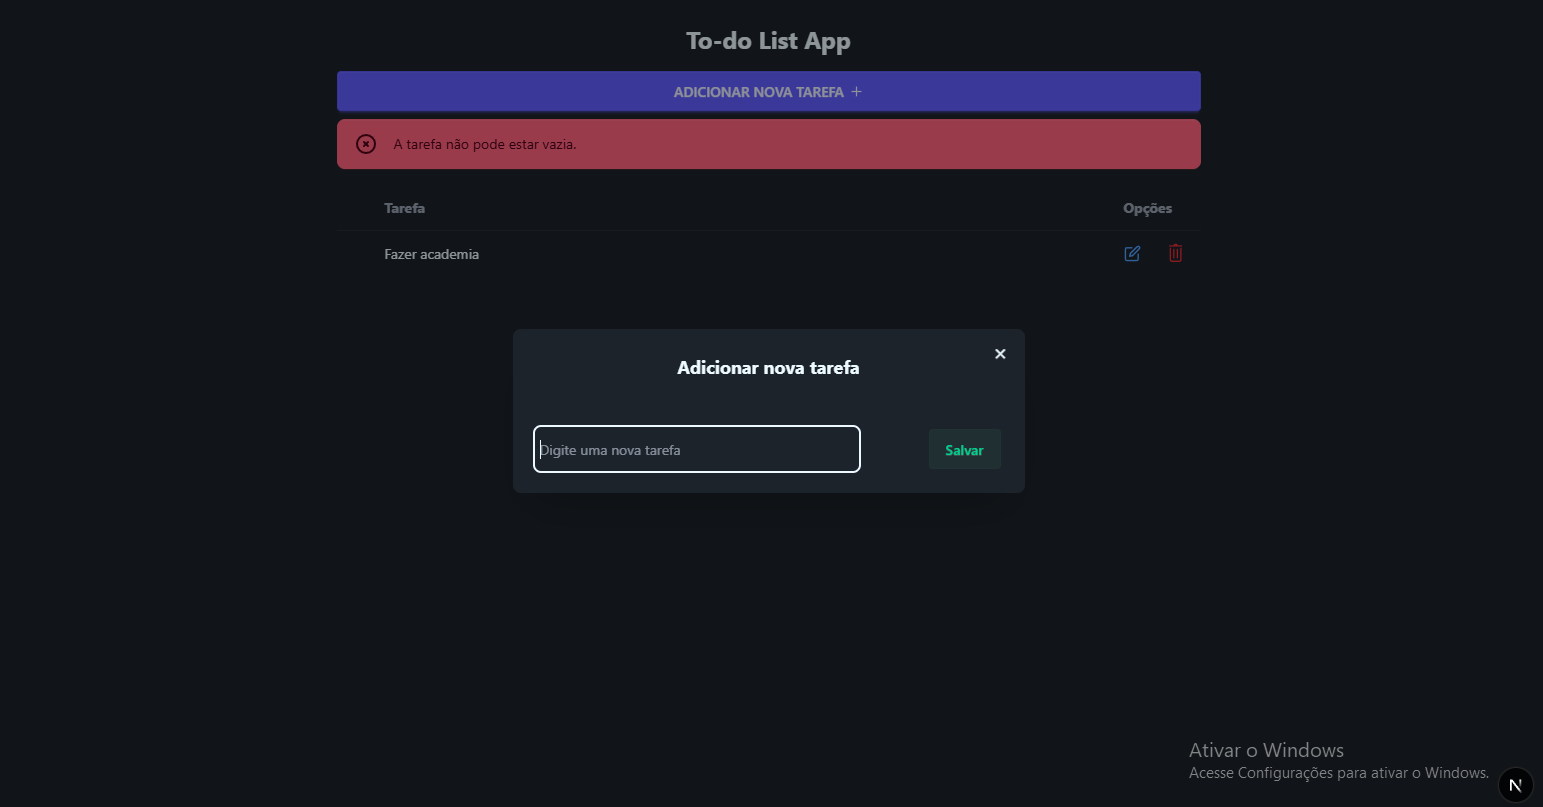 To-do List App
ADICIONAR NOVA TAREFA +
A tarefa não pode estar vazia.
Tarefa Opções
Fazer academia
Adicionar nova tarefa
Digite uma nova tarefa Salvar
Ativar o Windows
Acesse Configurações para ativar o Windows.
N